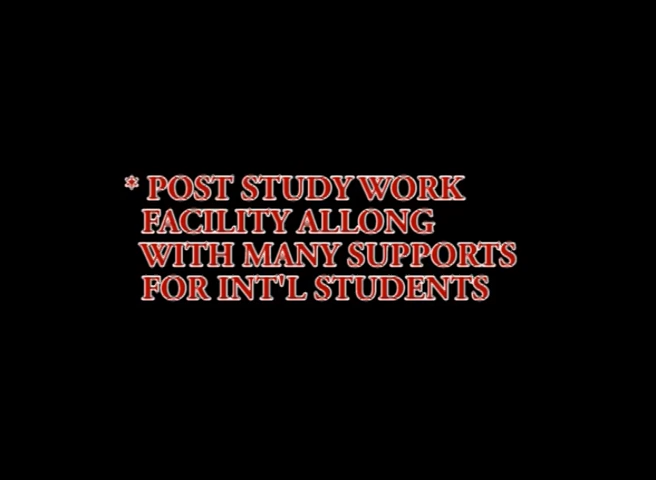 * POST STUDY WORK
FACILITY ALLONG
WITH MANY SUPPORTS
FOR INT'L STUDENTS